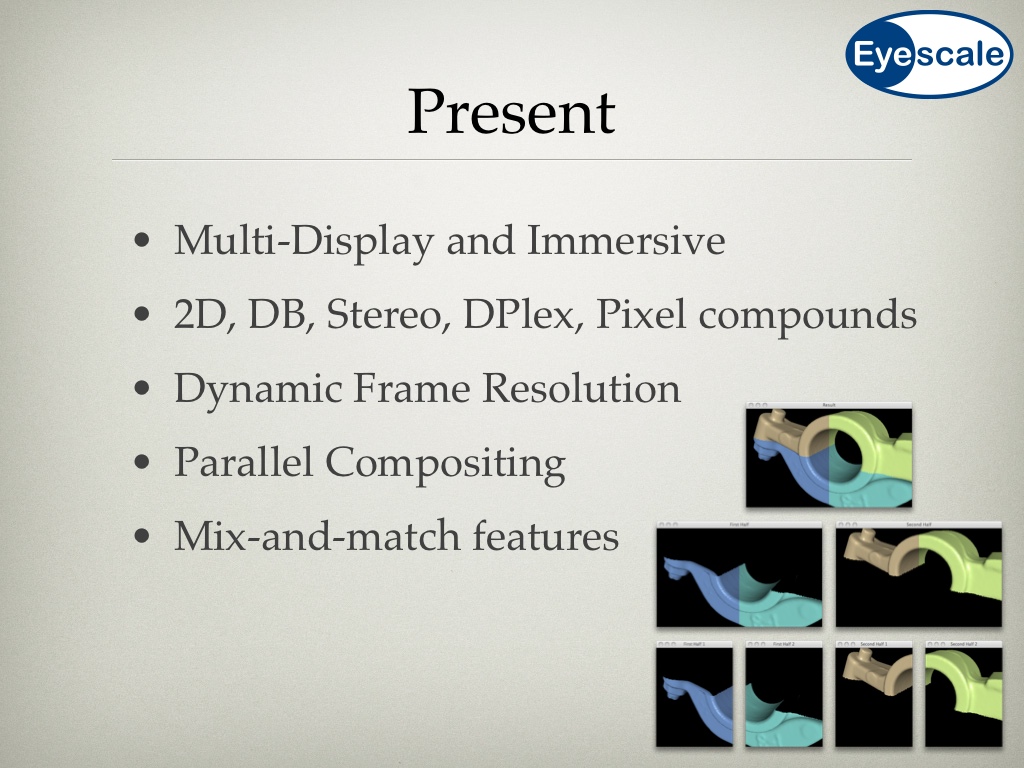 Eyescale
Present
• Multi-Display and Immersive
• 2D, DB, Stereo, DPlex, Pixel compounds
• Dynamic Frame Resolution
• Parallel Compositing
• Mix-and-match features
Result
First Half
Second Half
First Half 1
First Half 2
Second Half 1
Second Half 2